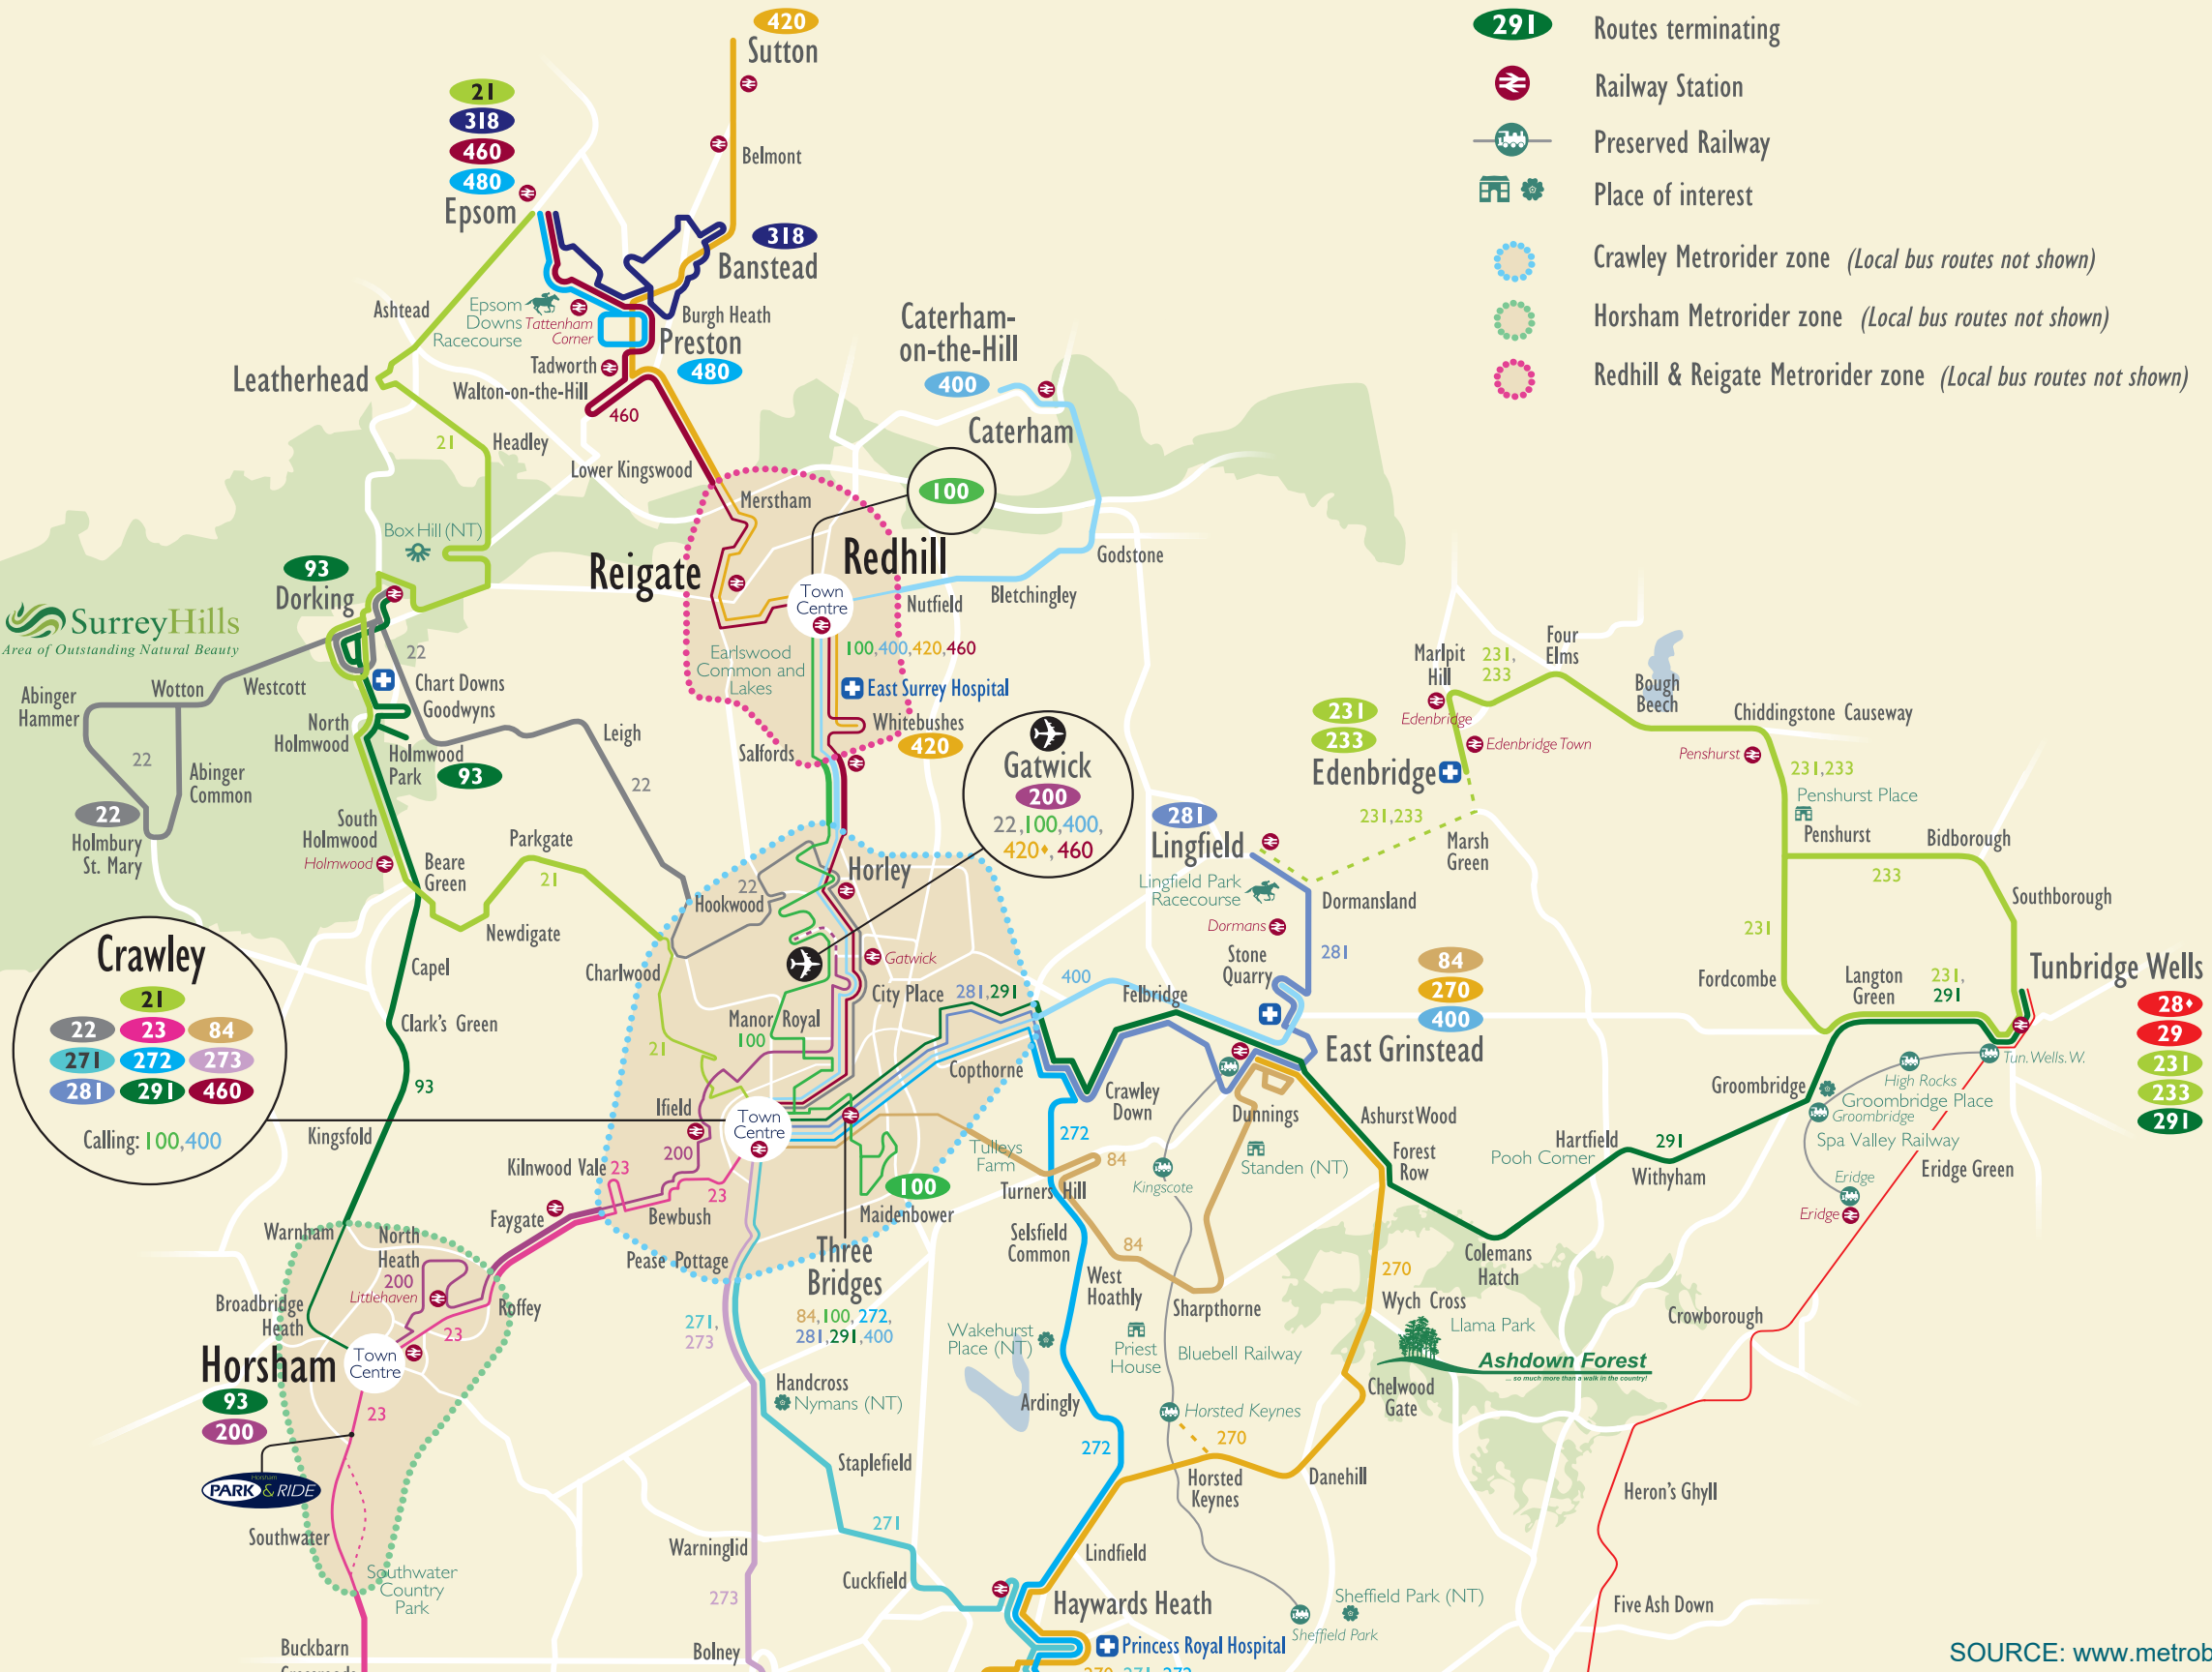 420
Sutton
Belmont
21
318
460
480
Epsom
318
Banstead
Ashtead
Epsom
Downs
Racecourse
Tattenham
Corner
Burgh Heath
Preston
480
Tadworth
Walton-on-the-Hill
460
Leatherhead
21
Headley
Lower Kingswood
Caterham-
on-the-Hill
400
Caterham
100
Merstham
Reigate
Redhill
Town
Centre
Nutfield
Bletchingley
Godstone
100,400,420,460
Earlswood
Common and
Lakes
East Surrey Hospital
Whitebushes
420
Salfords
291
Routes terminating
Railway Station
Preserved Railway
Place of interest
Crawley Metrorider zone (Local bus routes not shown)
Horsham Metrorider zone (Local bus routes not shown)
Redhill & Reigate Metrorider zone (Local bus routes not shown)
Box Hill (NT)
93
Dorking
SurreyHills
Area of Outstanding Natural Beauty
22
Abinger
Hammer
Wotton
Westcott
Chart Downs
Goodwyns
North
Holmwood
Holmwood
Park
93
Leigh
22
22
Abinger
Common
22
Holmbury
St. Mary
South
Holmwood
Holmwood
Beare
Green
Parkgate
21
Newdigate
Capel
Clark's Green
93
Kingsfold
Crawley
21
22
23
84
271
272
273
281
291
460
Calling: 100,400
Gatwick
200
22,100,400,
420♦, 460
Horley
22
Hookwood
Charlwood
Gatwick
City Place
281,291
Manor Royal
100
21
Copthorne
Ifield
Town
Centre
200
Kilnwood Vale
23
23
Bewbush
Faygate
Pease Pottage
100
Maidenbower
Three
Bridges
84,100,272,
281,291,400
400
Felbridge
281
Lingfield
Lingfield Park
Racecourse
Dormans
Dormansland
Stone
Quarry
281
84
270
400
East Grinstead
Crawley
Down
Dunnings
272
Tulleys
Farm
84
Turners Hill
Kingscote
Standen (NT)
Ashurst Wood
Forest
Row
Selsfield
Common
84
West
Hoathly
Sharpthorne
Wakehurst
Place (NT)
Priest
House
Bluebell Railway
Ardingly
Horsted Keynes
270
272
Horsted
Keynes
Danehill
Lindfield
Haywards Heath
Princess Royal Hospital
270,271,272
Sheffield Park (NT)
Sheffield Park
Marlpit
Hill
231,
233
Four
Elms
Bough
Beech
Chiddingstone Causeway
231
233
Edenbridge
Edenbridge
Edenbridge Town
Penshurst
231,233
Penshurst Place
Penshurst
231,233
Marsh
Green
Bidborough
233
Southborough
231
Fordcombe
Langton
Green
231,
291
Tunbridge Wells
28♦
29
231
233
291
Tun. Wells. W.
High Rocks
Groombridge
Groombridge Place
Groombridge
Spa Valley Railway
Eridge
Eridge
Eridge Green
Hartfield
291
Pooh Corner
Withyham
Colemans
Hatch
270
Wych Cross
Llama Park
Ashdown Forest
... so much more than a walk in the country!
Chelwood
Gate
Crowborough
Heron's Ghyll
Five Ash Down
Warnham
North
Heath
200
Littlehaven
Roffey
23
Broadbridge
Heath
Horsham
Town
Centre
93
200
23
Horsham
PARK & RIDE
Southwater
Southwater
Country
Park
Buckbarn
271,
273
Handcross
Nymans (NT)
Staplefield
271
Warninglid
Cuckfield
273
Bolney
SOURCE: www.metrob